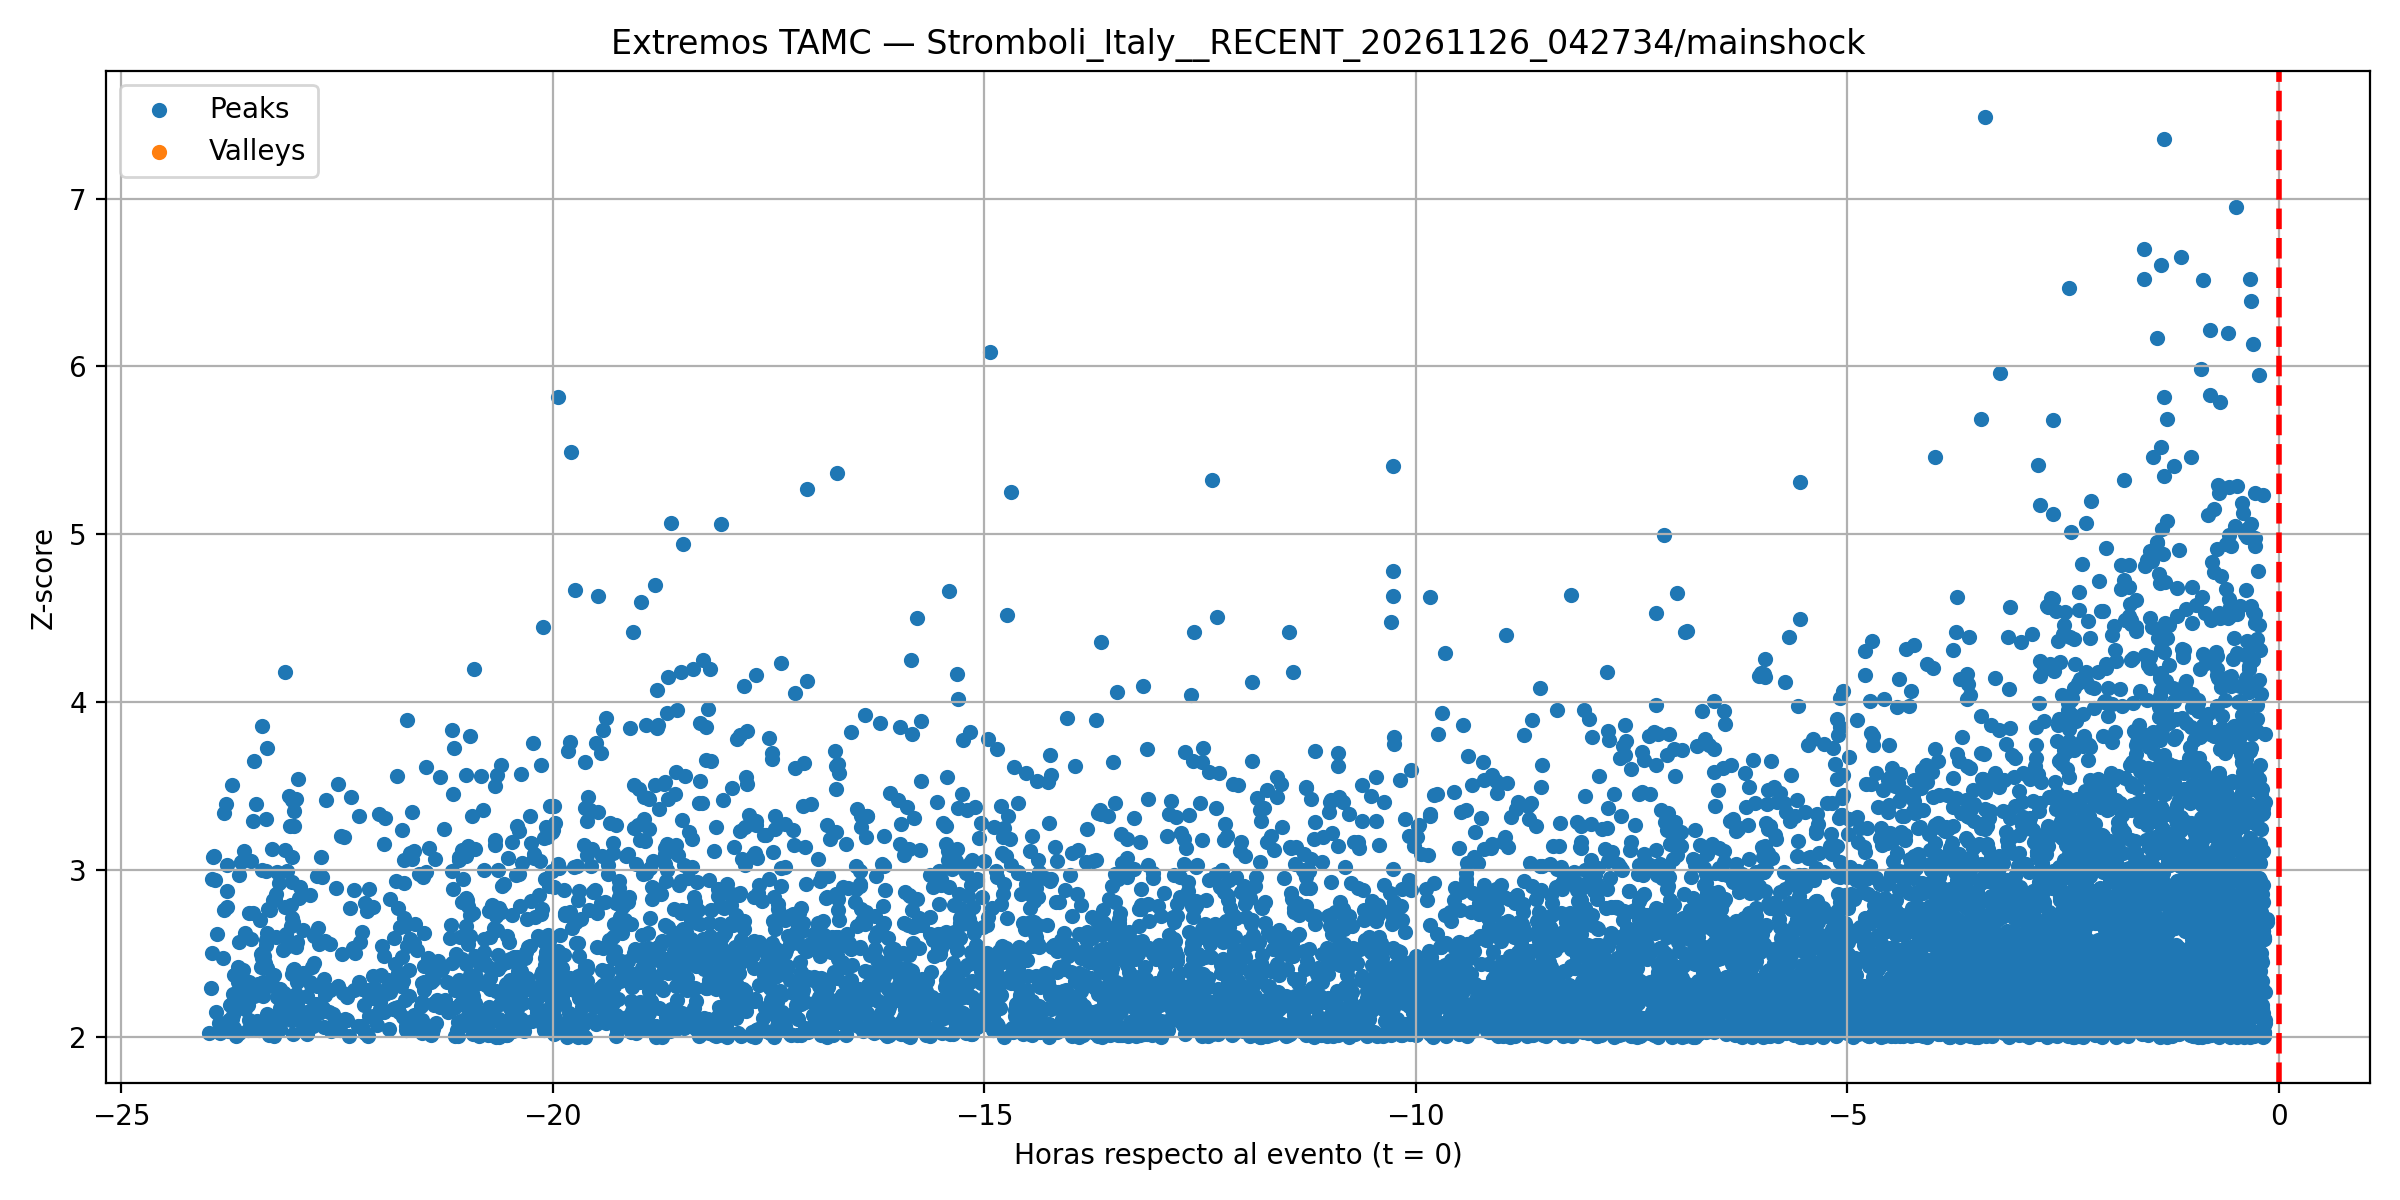 Extremos TAMC — Stromboli_Italy__RECENT_20261126_042734/mainshock
Peaks
Valleys
7
6
5
4
3
2
Z-score
−25
−20
−15
−10
−5
0
Horas respecto al evento (t = 0)